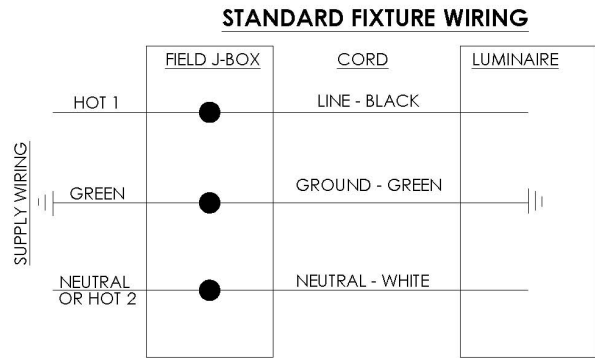 STANDARD FIXTURE WIRING
FIELD J-BOX
CORD
LUMINAIRE
HOT 1
LINE - BLACK
SUPPLY WIRING
GREEN
GROUND - GREEN
NEUTRAL
OR HOT 2
NEUTRAL - WHITE